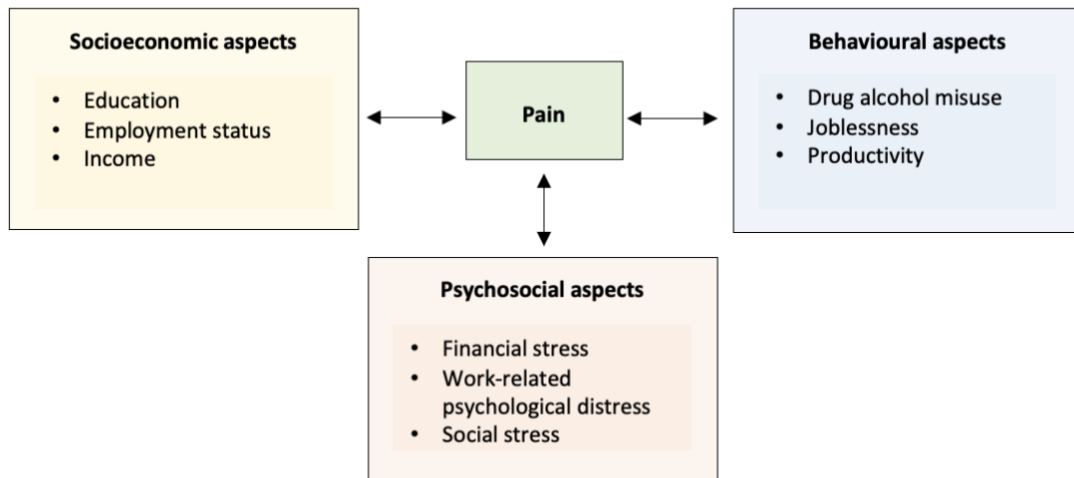 Socioeconomic aspects
• Education
• Employment status
• Income
Pain
Behavioural aspects
• Drug alcohol misuse
• Joblessness
• Productivity
Psychosocial aspects
• Financial stress
• Work-related
psychological distress
• Social stress